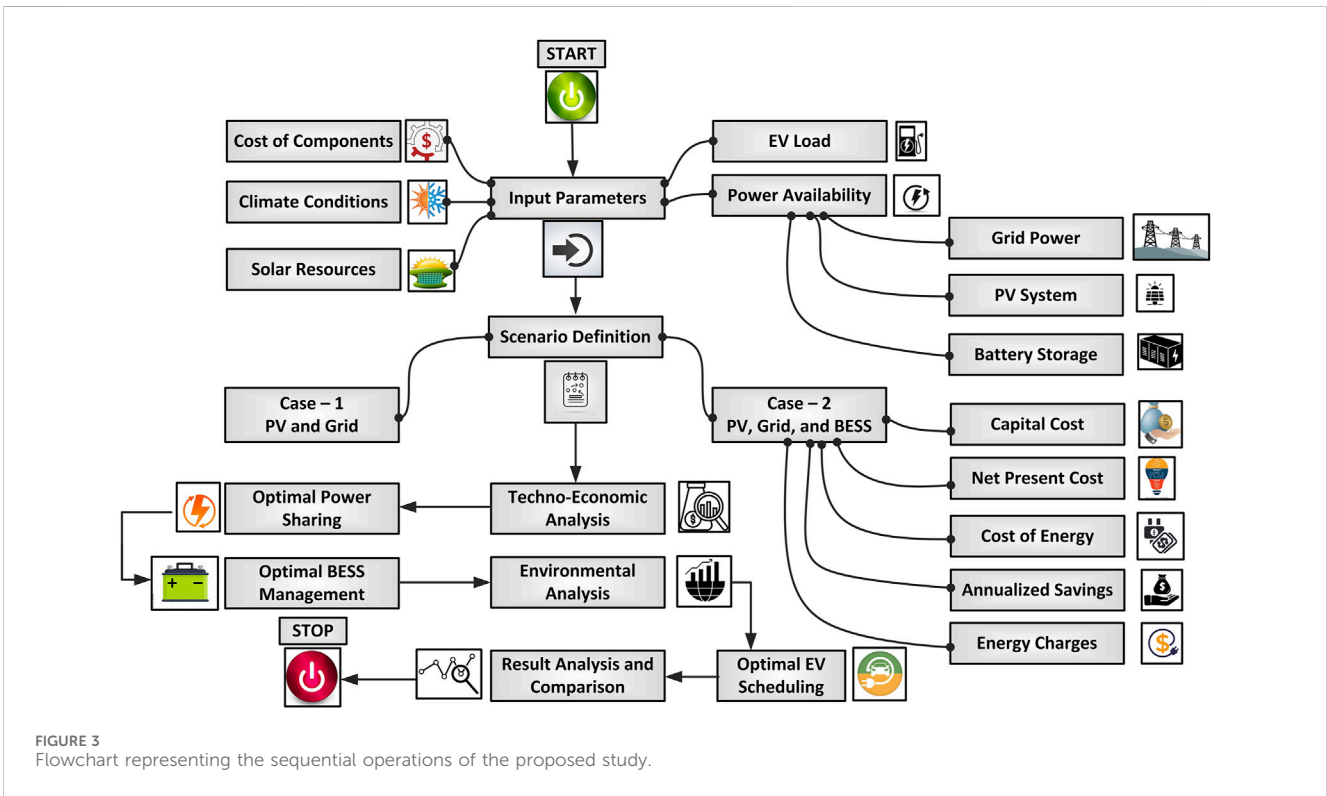 START
Cost of Components
EV Load
Climate Conditions
Input Parameters
Power Availability
Solar Resources
Grid Power
PV System
Scenario Definition
Battery Storage
Case – 1
PV and Grid
Case – 2
PV, Grid, and BESS
Capital Cost
Net Present Cost
Cost of Energy
Annualized Savings
Energy Charges
Techno-Economic
Analysis
Optimal Power
Sharing
Optimal BESS
Management
Environmental
Analysis
Optimal EV
Scheduling
Result Analysis and
Comparison
STOP
FIGURE 3
Flowchart representing the sequential operations of the proposed study.